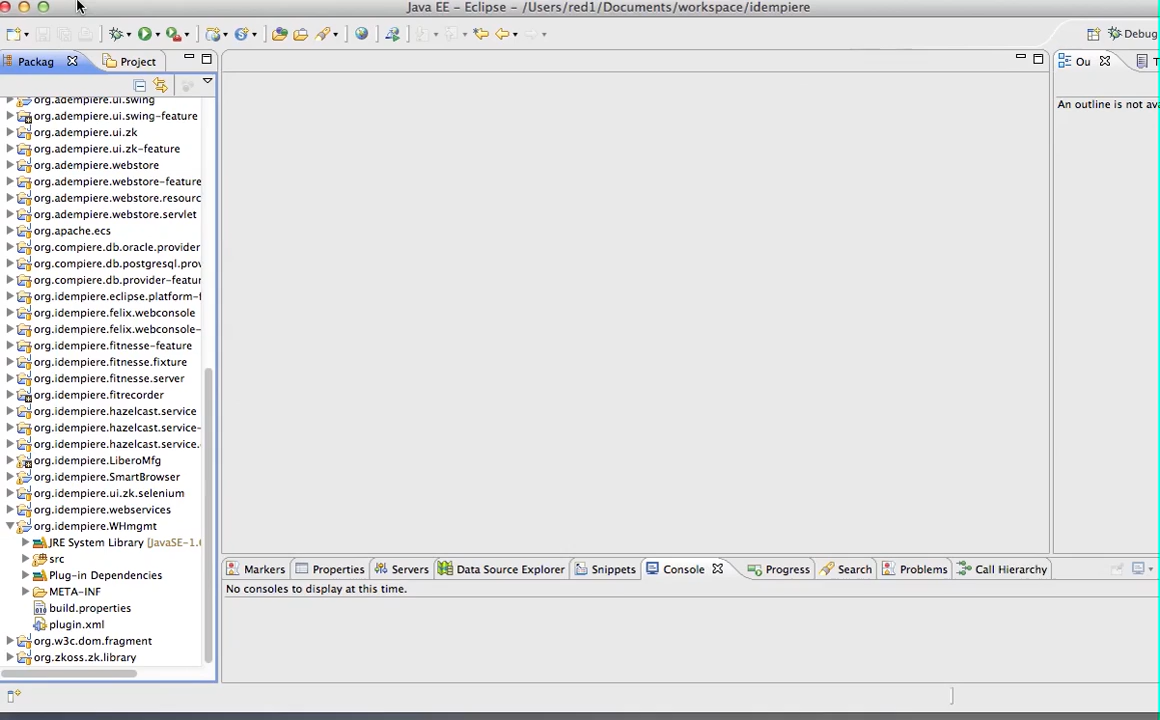 Java EE - Eclipse - /Users/red1/Documents/workspace/idempiere
Debug
Packag
Project
Ou
An outline is not ava
org.adempiere.ui.swing
org.adempiere.ui.swing-feature
org.adempiere.ui.zk
org.adempiere.ui.zk-feature
org.adempiere.webstore
org.adempiere.webstore-feature
org.adempiere.webstore.resourc
org.adempiere.webstore.servlet
org.apache.ecs
org.compiere.db.oracle.provider
org.compiere.db.postgresql.prov
org.compiere.db.provider-featur
org.idempiere.eclipse.platform-f
org.idempiere.felix.webconsole
org.idempiere.felix.webconsole-
org.idempiere.fitnesse-feature
org.idempiere.fitnesse.fixture
org.idempiere.fitnesse.server
org.idempiere.fitrecorder
org.idempiere.hazelcast.service
org.idempiere.hazelcast.service-
org.idempiere.hazelcast.service.
org.idempiere.LiberoMfg
org.idempiere.SmartBrowser
org.idempiere.ui.zk.selenium
org.idempiere.webservices
org.idempiere.WHmgmt
JRE System Library [JavaSE-1.6
src
Plug-in Dependencies
META-INF
build.properties
plugin.xml
org.w3c.dom.fragment
org.zkoss.zk.library
Markers
Properties
Servers
Data Source Explorer
Snippets
Console
Progress
Search
Problems
Call Hierarchy
No consoles to display at this time.